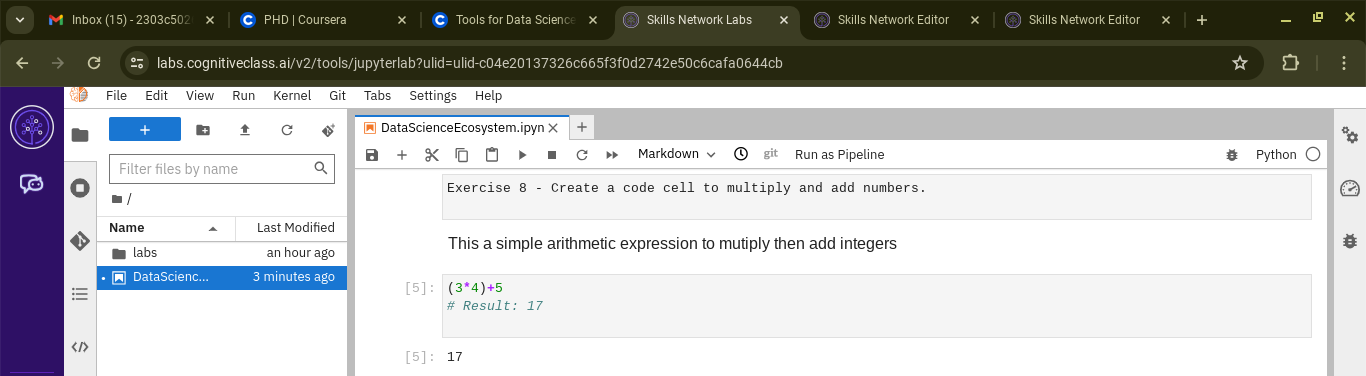 Inbox (15) - 2303c502
PHD | Coursera
Tools for Data Science
Skills Network Labs
Skills Network Editor
Skills Network Editor
labs.cognitiveclass.ai/v2/tools/jupyterlab?ulid=ulid-c04e20137326c665f3f0d2742e50c6cafa0644cb
File Edit View Run Kernel Git Tabs Settings Help
DataScienceEcosystem.ipyn
Markdown
git
Run as Pipeline
Python
Filter files by name
/
Name Last Modified
labs an hour ago
DataScienc... 3 minutes ago
Exercise 8 - Create a code cell to multiply and add numbers.
This a simple arithmetic expression to mutiply then add integers
[5]: (3*4)+5
# Result: 17
[5]: 17